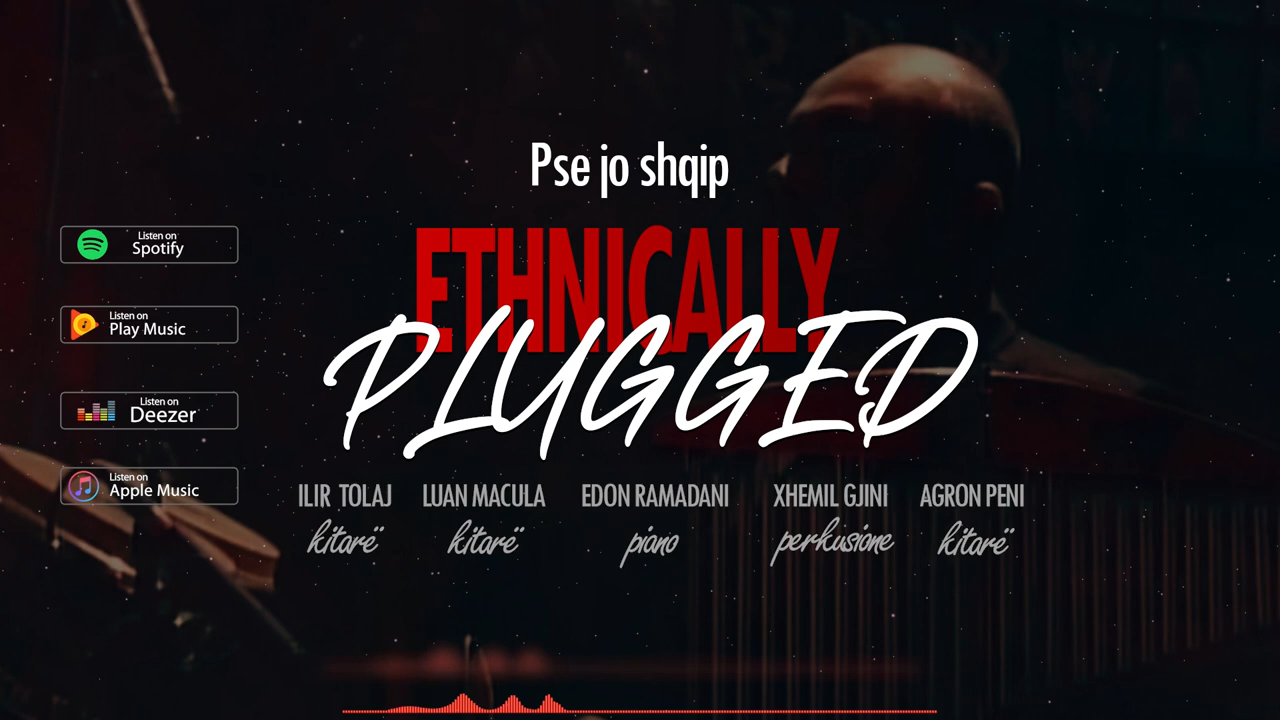 Pse jo shqip
ETHNICALLY
PLUGGED
Listen on
Spotify
Listen on
Play Music
Listen on
Deezer
Listen on
Apple Music
ILIR TOLAJ
kitarë
LUAN MACULA
kitarë
EDON RAMADANI
piano
XHEMIL GJINI
perkusione
AGRON PENI
kitarë